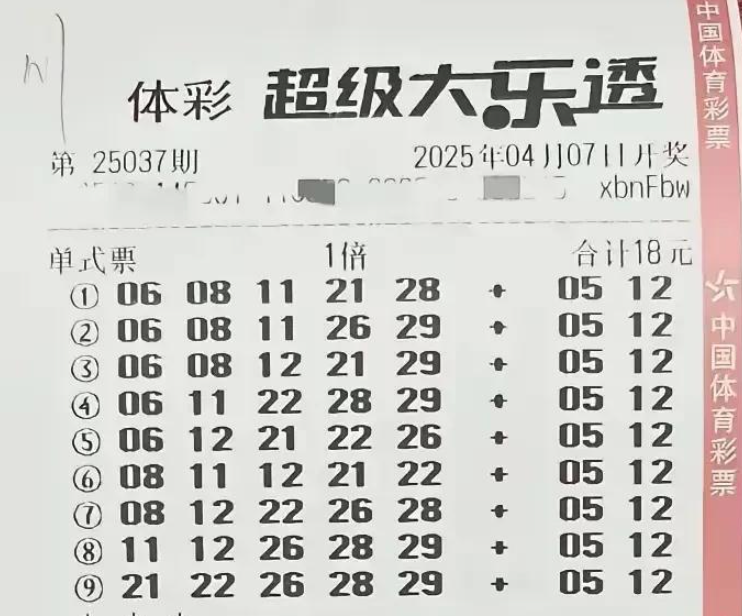 体彩 超级大乐透
第 25037期 2025年04月07日开奖
xbnFbw
单式票 1倍 合计18元
① 06 08 11 21 28 + 05 12
② 06 08 11 26 29 + 05 12
③ 06 08 12 21 29 + 05 12
④ 06 11 22 28 29 + 05 12
⑤ 06 12 21 22 26 + 05 12
⑥ 08 11 12 21 22 + 05 12
⑦ 08 12 22 26 28 + 05 12
⑧ 11 12 26 28 29 + 05 12
⑨ 21 22 26 28 29 + 05 12
中国体育彩票
中国体育彩票